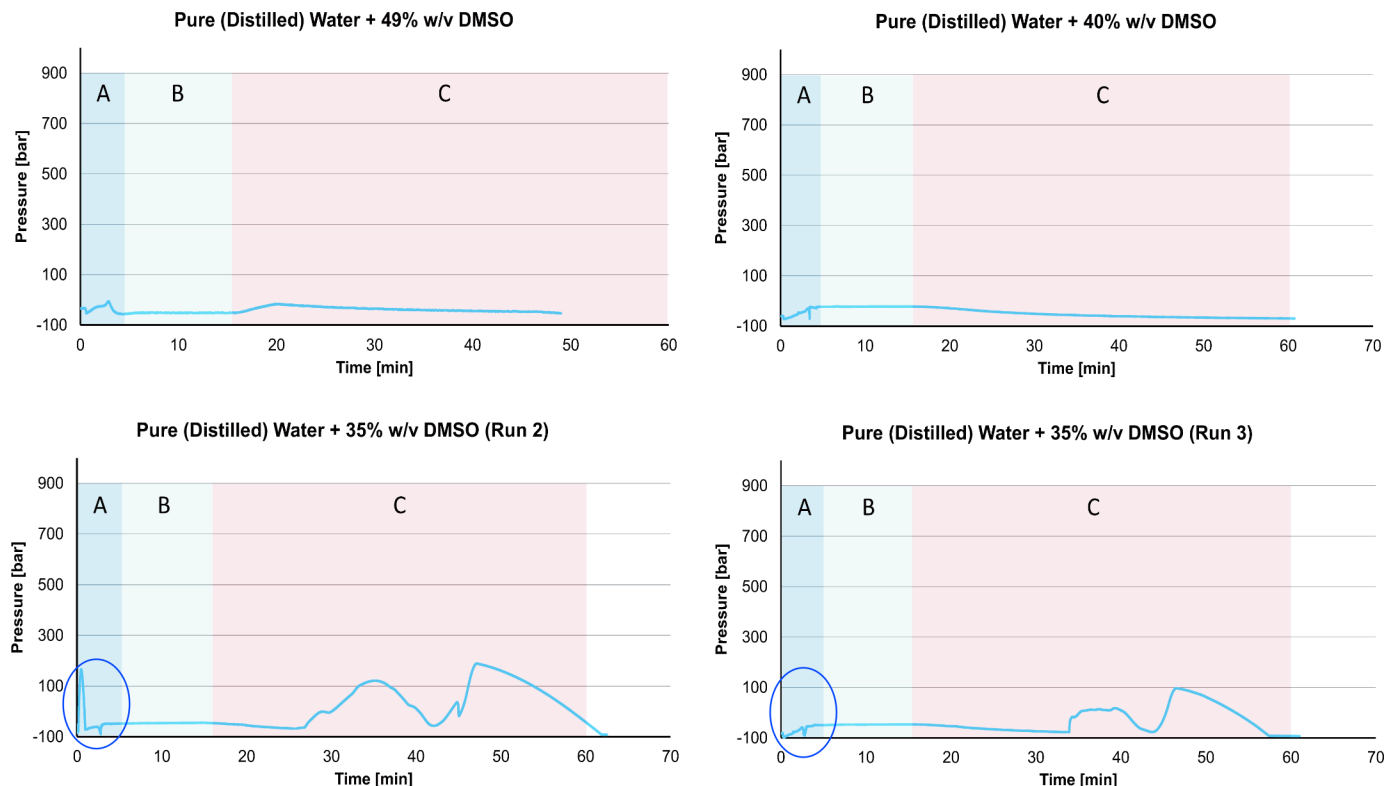 Pure (Distilled) Water + 49% w/v DMSO
900
700
500
300
100
-100
Pressure [bar]
A
B
C
0
10
20
30
40
50
60
Time [min]
Pure (Distilled) Water + 40% w/v DMSO
900
700
500
300
100
-100
Pressure [bar]
A
B
C
0
10
20
30
40
50
60
70
Time [min]
Pure (Distilled) Water + 35% w/v DMSO (Run 2)
900
700
500
300
100
-100
Pressure [bar]
A
B
C
0
10
20
30
40
50
60
70
Time [min]
Pure (Distilled) Water + 35% w/v DMSO (Run 3)
900
700
500
300
100
-100
Pressure [bar]
A
B
C
0
10
20
30
40
50
60
70
Time [min]